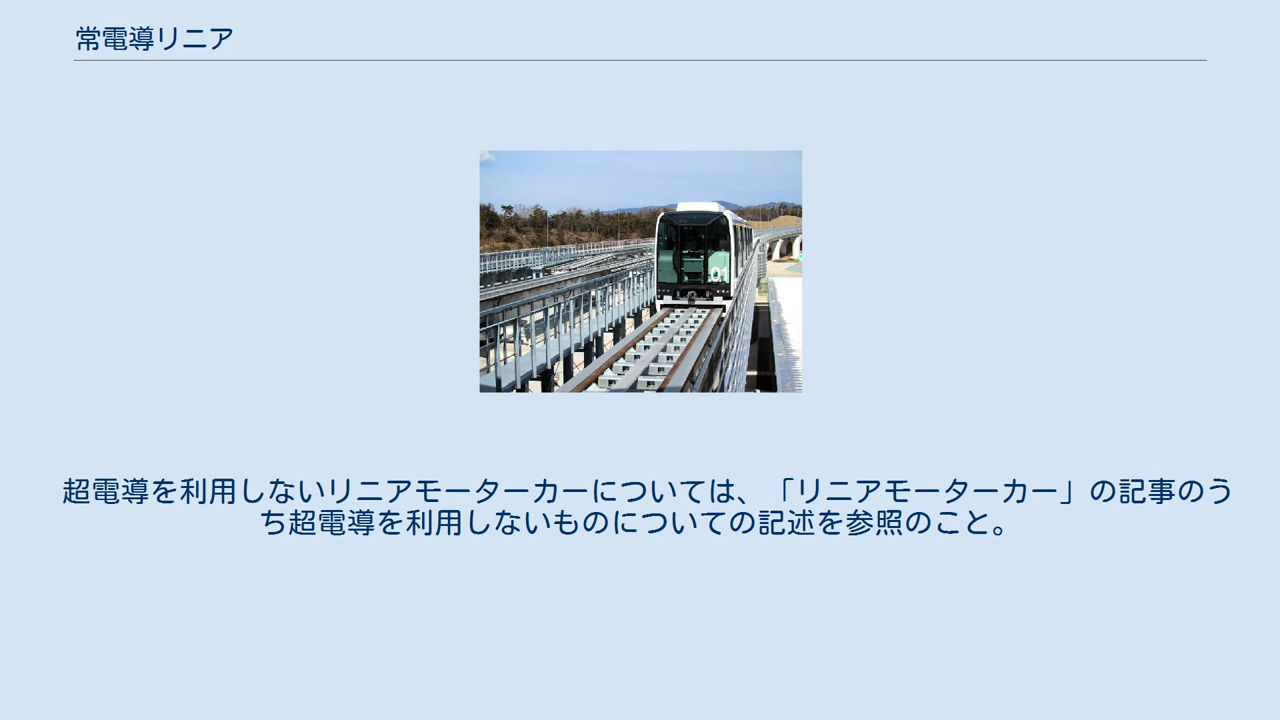 常電導リニア
01
超電導を利用しないリニアモーターカーについては、「リニアモーターカー」の記事のう
ち超電導を利用しないものについての記述を参照のこと。